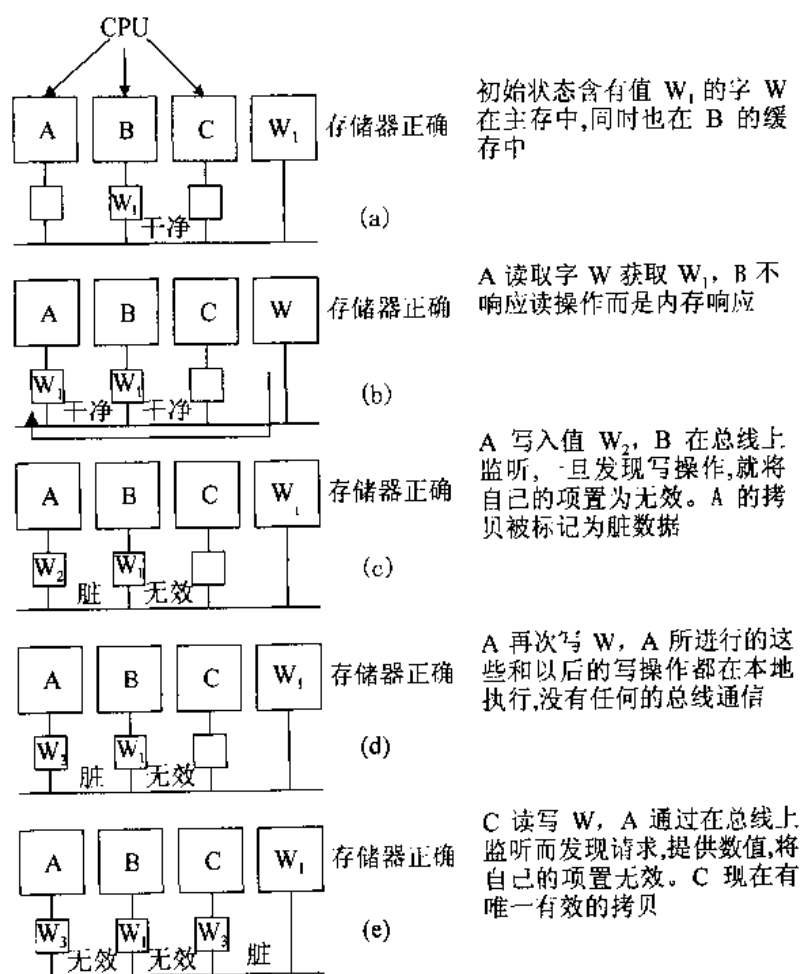 CPU
A B C W₁ 存储器正确
W₁
干净
(a)
初始状态含有值 W₁ 的字 W
在主存中,同时也在 B 的缓
存中
A B C W 存储器正确
W₁ W₁
干净 干净
(b)
A 读取字 W 获取 W₁, B 不
响应读操作而是内存响应
A B C W₁ 存储器正确
W₂ W₁
脏 无效
(c)
A 写入值 W₂, B 在总线上
监听, 一旦发现写操作,就将
自己的项置为无效。A 的拷
贝被标记为脏数据
A B C W₁ 存储器正确
W₃ W₁
脏 无效
(d)
A 再次写 W, A 所进行的这
些和以后的写操作都在本地
执行,没有任何的总线通信
A B C W₁ 存储器正确
W₃ W₁ W₃
无效 无效 脏
(e)
C 读写 W, A 通过在总线上
监听而发现请求,提供数值,将
自己的项置无效。C 现在有
唯一有效的拷贝